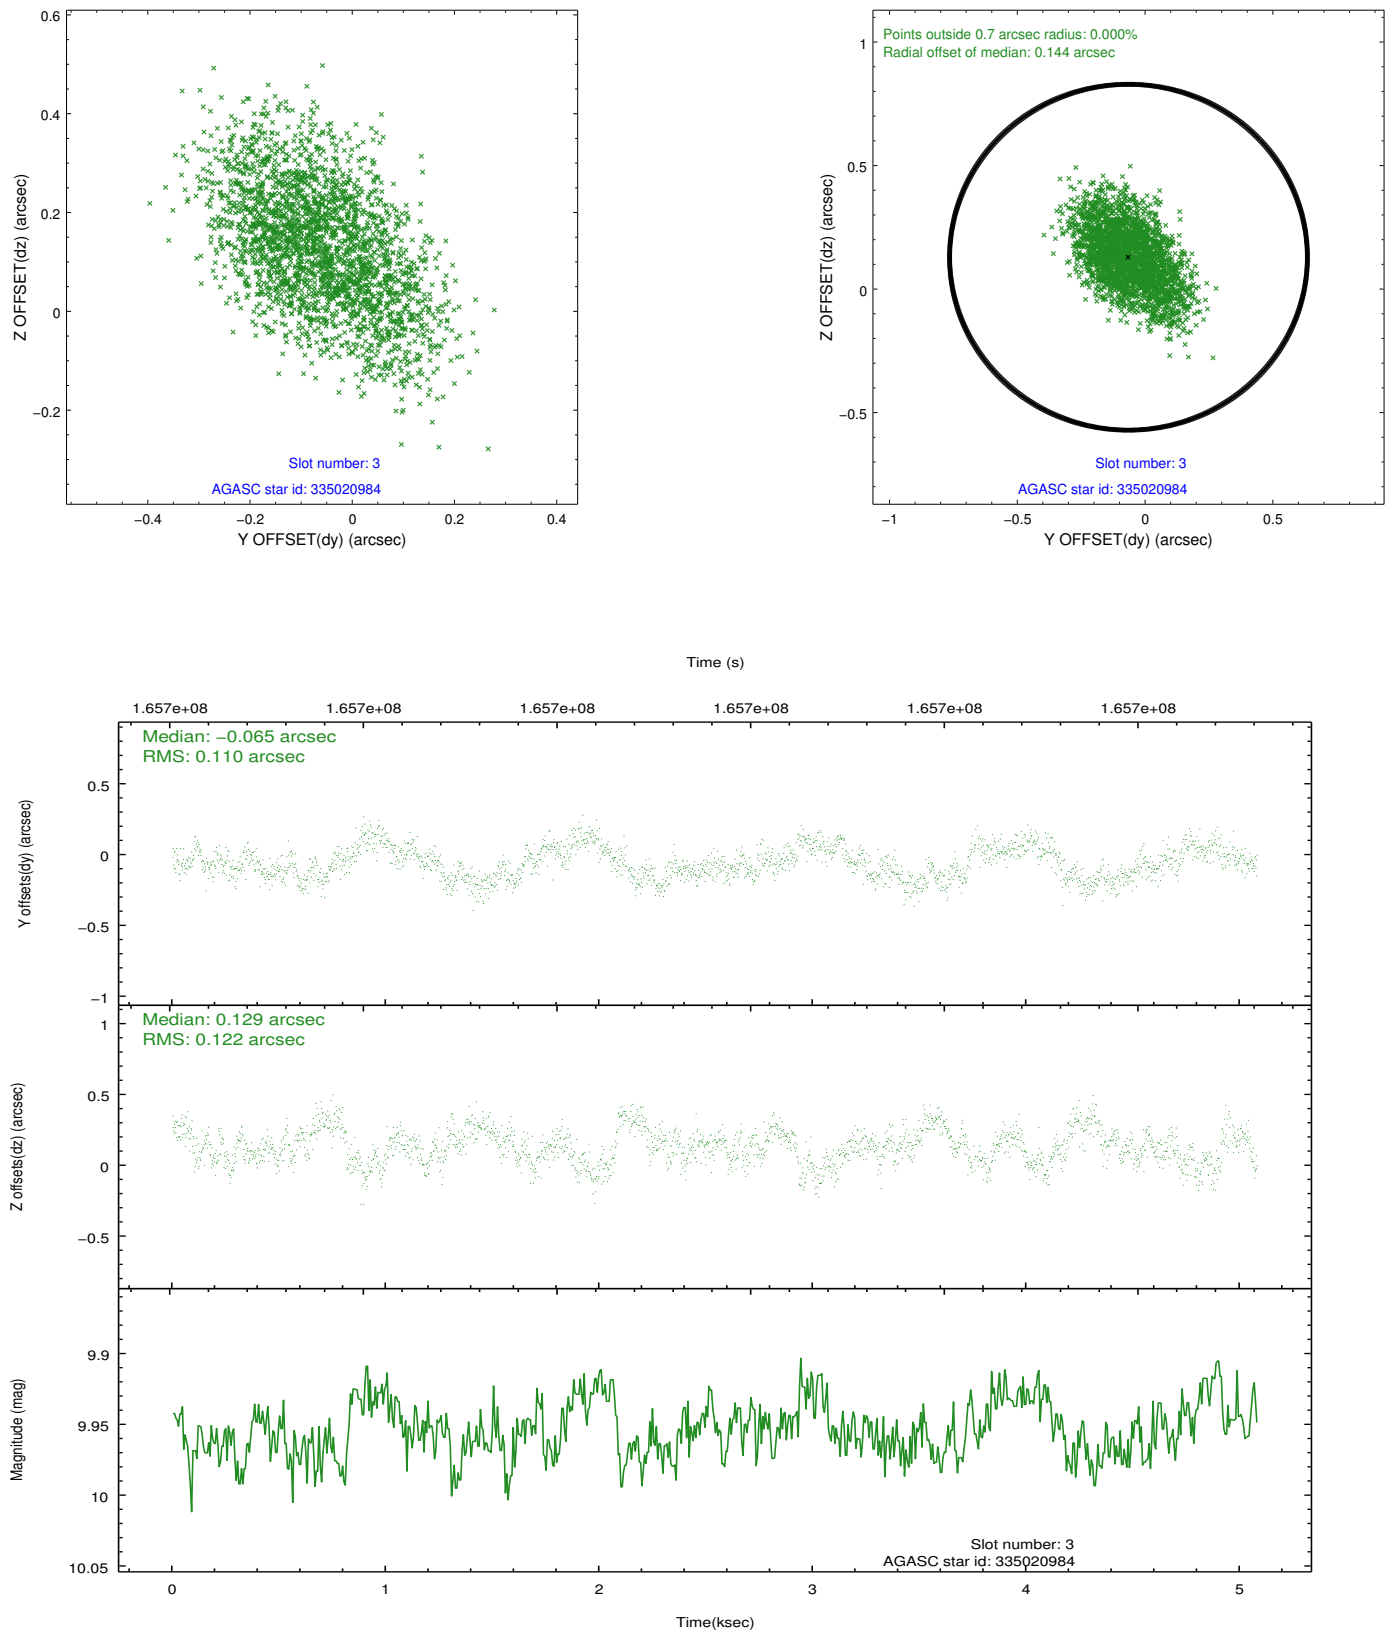 0.6
0.4
0.2
0
−0.2
Z OFFSET(dz) (arcsec)
Slot number: 3
AGASC star id: 335020984
−0.4 −0.2 0 0.2 0.4
Y OFFSET(dy) (arcsec)
Points outside 0.7 arcsec radius: 0.000%
Radial offset of median: 0.144 arcsec
1
0.5
0
−0.5
Z OFFSET(dz) (arcsec)
Slot number: 3
AGASC star id: 335020984
−1 −0.5 0 0.5
Y OFFSET(dy) (arcsec)
Time (s)
1.657e+08 1.657e+08 1.657e+08 1.657e+08 1.657e+08 1.657e+08
Median: −0.065 arcsec
RMS: 0.110 arcsec
0.5
0
−0.5
−1
Y offsets(dy) (arcsec)
Median: 0.129 arcsec
RMS: 0.122 arcsec
1
0.5
0
−0.5
Z offsets(dz) (arcsec)
9.9
9.95
10
10.05
Magnitude (mag)
Slot number: 3
AGASC star id: 335020984
0 1 2 3 4 5
Time(ksec)